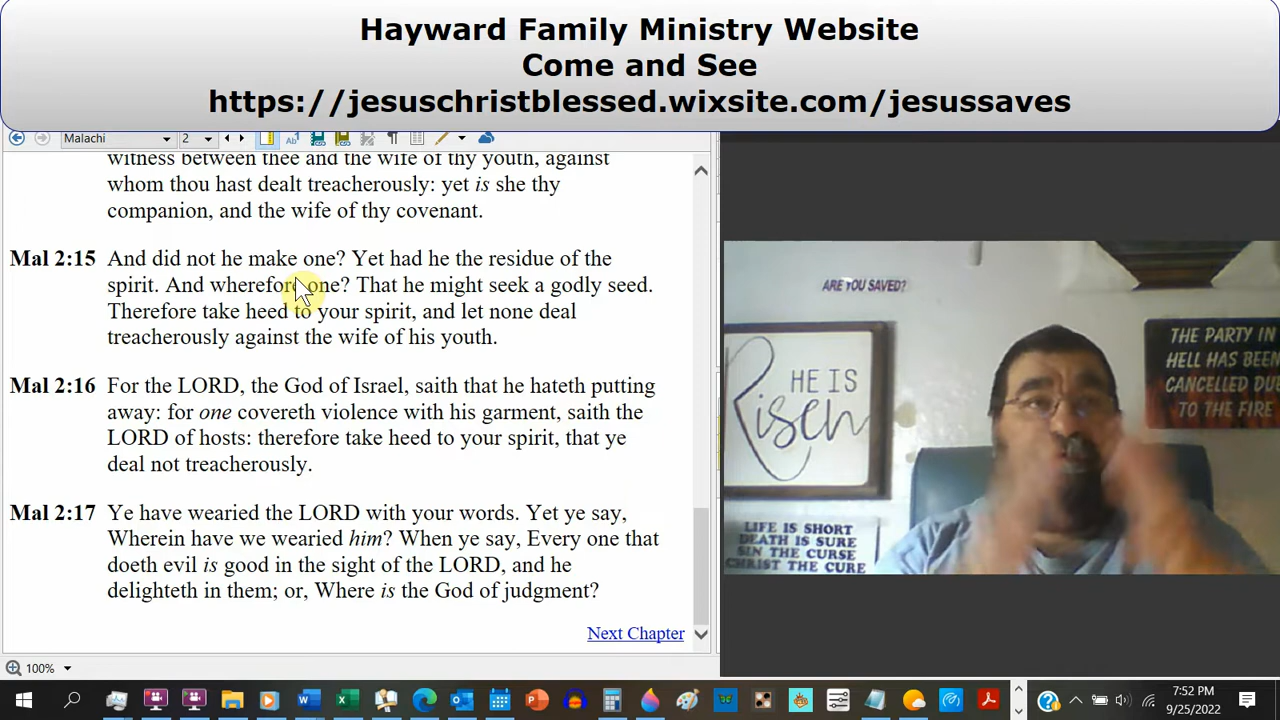 Hayward Family Ministry Website
Come and See
https://jesuschristblessed.wixsite.com/jesussaves
Malachi
2
witness between thee and the wife of thy youth, against
whom thou hast dealt treacherously: yet is she thy
companion, and the wife of thy covenant.
Mal 2:15 And did not he make one? Yet had he the residue of the
spirit. And wherefore one? That he might seek a godly seed.
Therefore take heed to your spirit, and let none deal
treacherously against the wife of his youth.
Mal 2:16 For the LORD, the God of Israel, saith that he hateth putting
away: for one covereth violence with his garment, saith the
LORD of hosts: therefore take heed to your spirit, that ye
deal not treacherously.
Mal 2:17 Ye have wearied the LORD with your words. Yet ye say,
Wherein have we wearied him? When ye say, Every one that
doeth evil is good in the sight of the LORD, and he
delighteth in them; or, Where is the God of judgment?
Next Chapter
100%
ARE YOU SAVED?
HE IS
Risen
THE PARTY IN
HELL HAS BEEN
CANCELLED DUE
TO THE FIRE
LIFE IS SHORT
DEATH IS SURE
SIN THE CURSE
CHRIST THE CURE
7:52 PM
9/25/2022